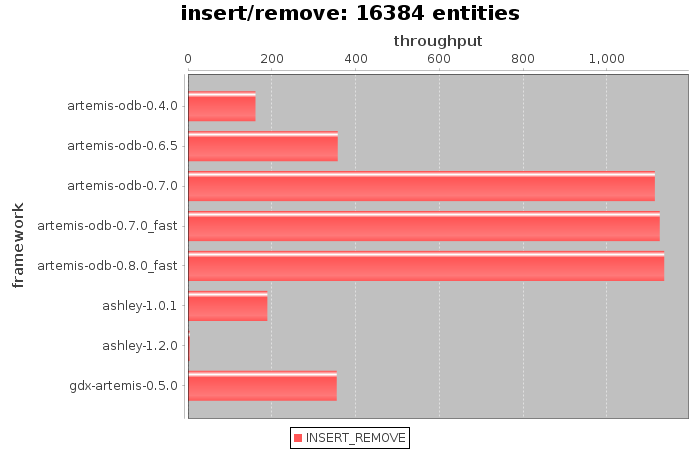 insert/remove: 16384 entities
throughput
0 200 400 600 800 1,000
framework
artemis-odb-0.4.0
artemis-odb-0.6.5
artemis-odb-0.7.0
artemis-odb-0.7.0_fast
artemis-odb-0.8.0_fast
ashley-1.0.1
ashley-1.2.0
gdx-artemis-0.5.0
INSERT_REMOVE